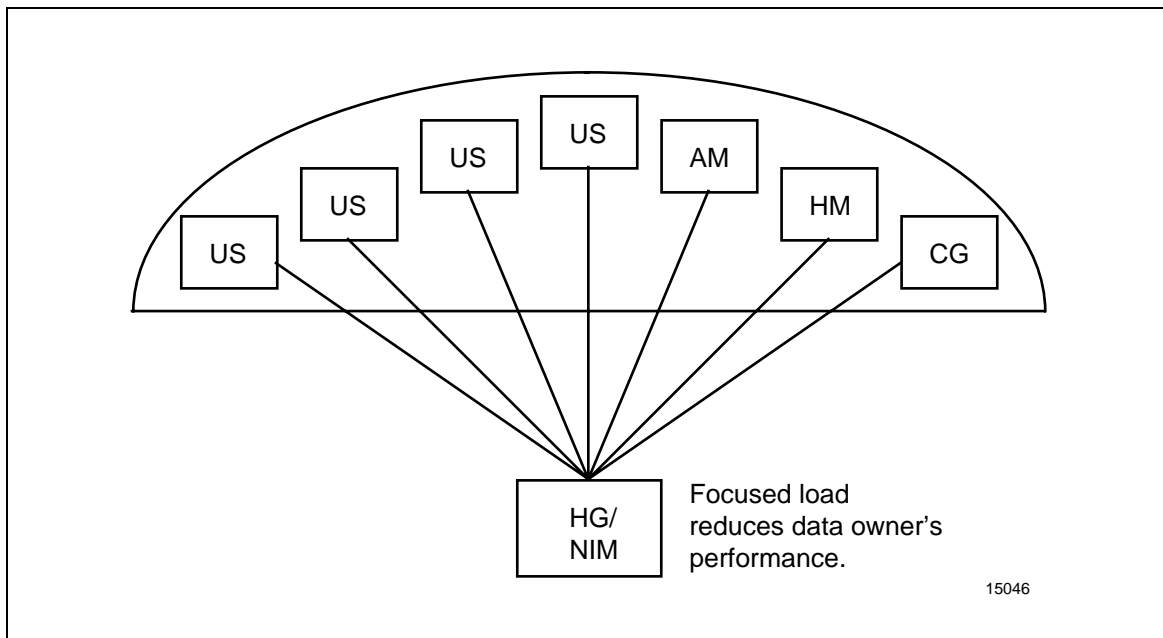 US
US
US
US
AM
HM
CG
HG/
NIM
Focused load
reduces data owner’s
performance.
15046